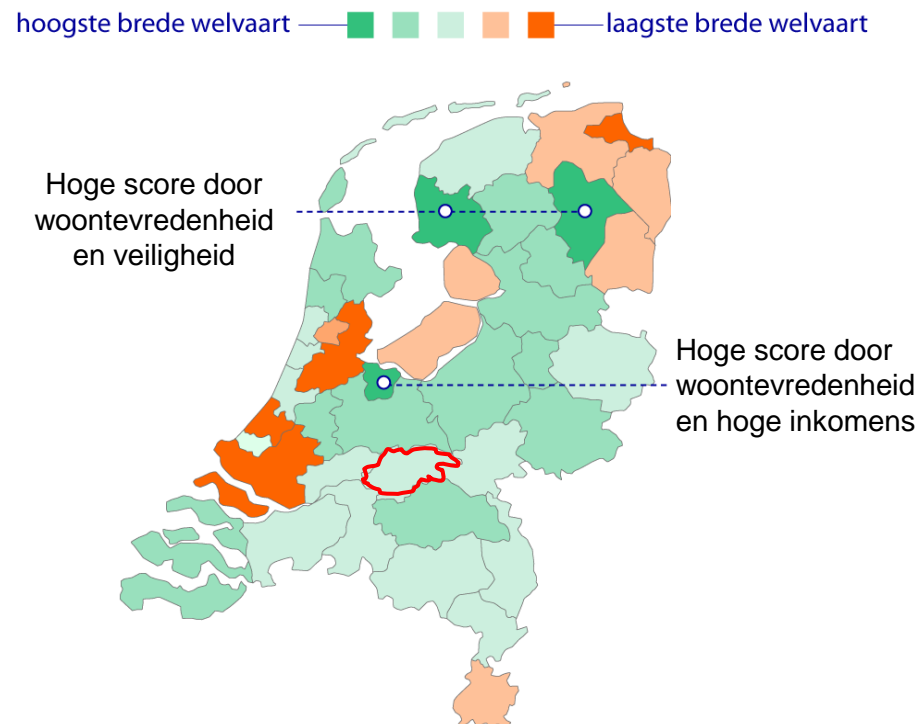 hoogste brede welvaart
laagste brede welvaart
Hoge score door
woontevredenheid
en veiligheid
Hoge score door
woontevredenheid
en hoge inkomens